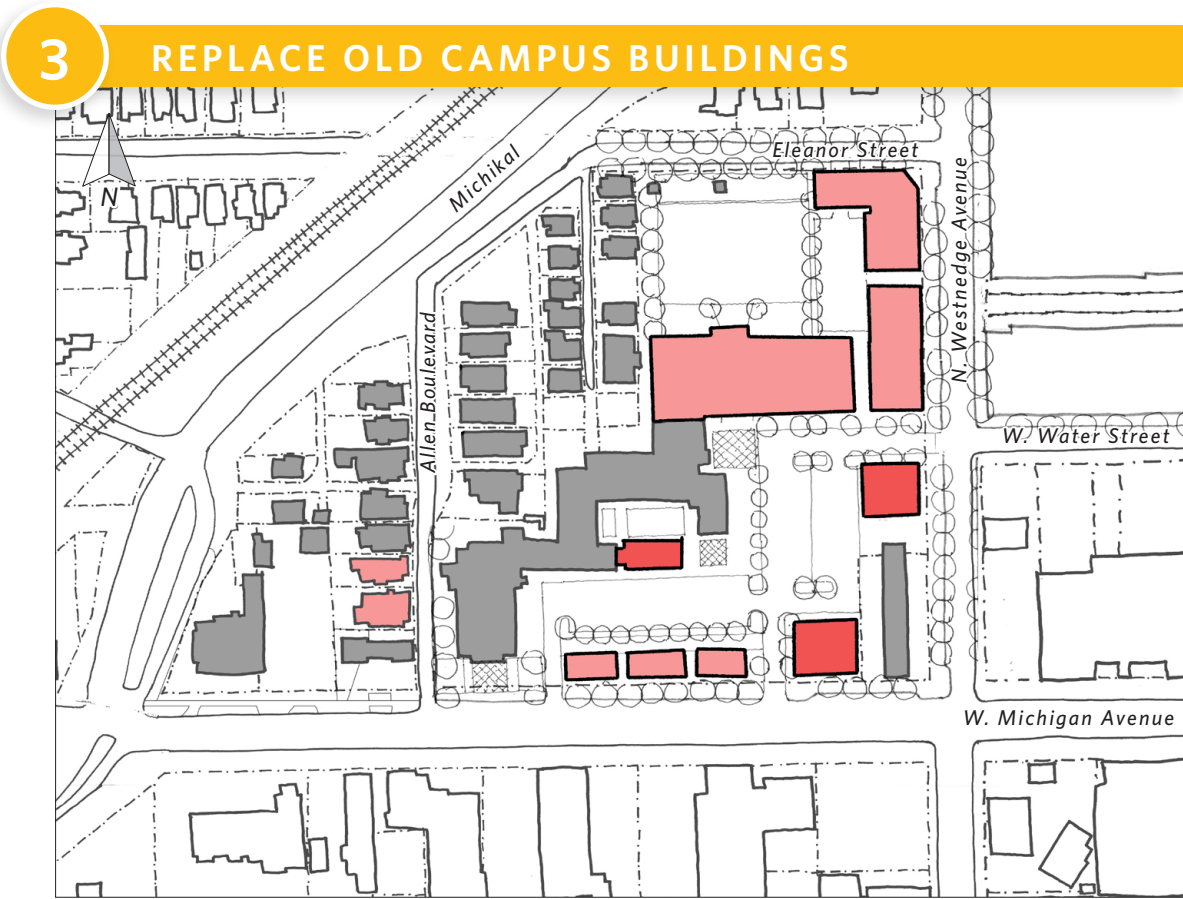 3
REPLACE OLD CAMPUS BUILDINGS
Eleanor Street
Michikal
N
N. Westnedge Avenue
Allen Boulevard
W. Water Street
W. Michigan Avenue